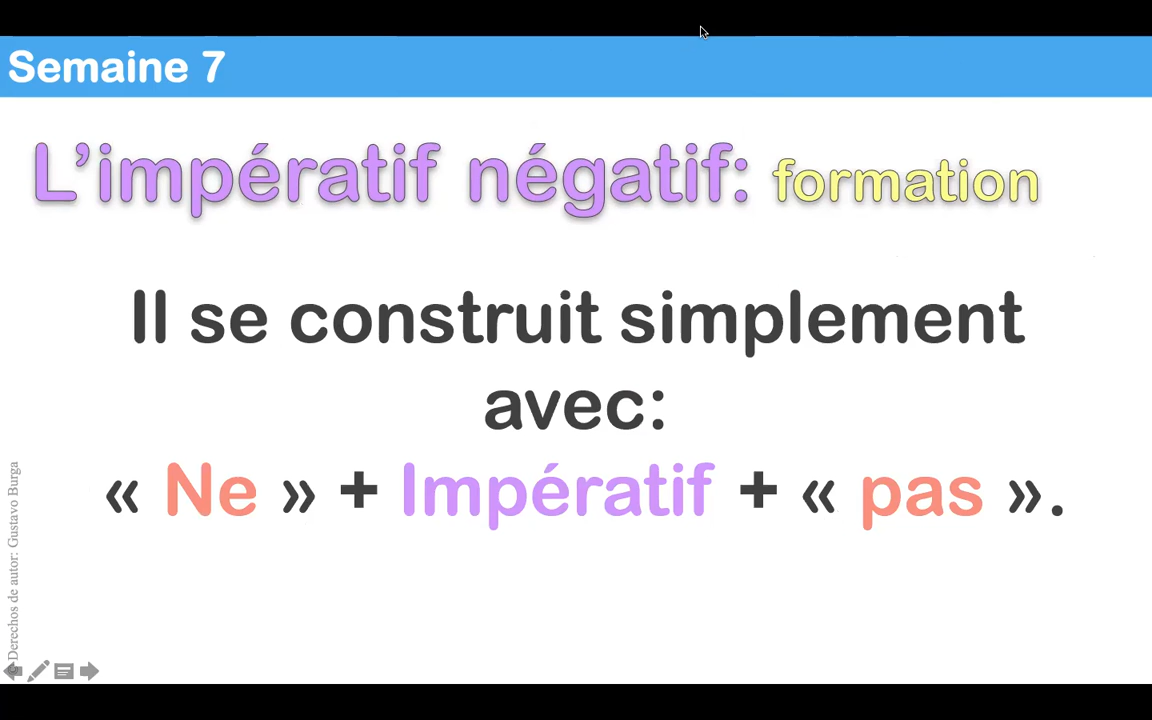 Semaine 7
L’impératif négatif: formation
Il se construit simplement
avec:
« Ne » + Impératif + « pas ».
© Derechos de autor: Gustavo Burga